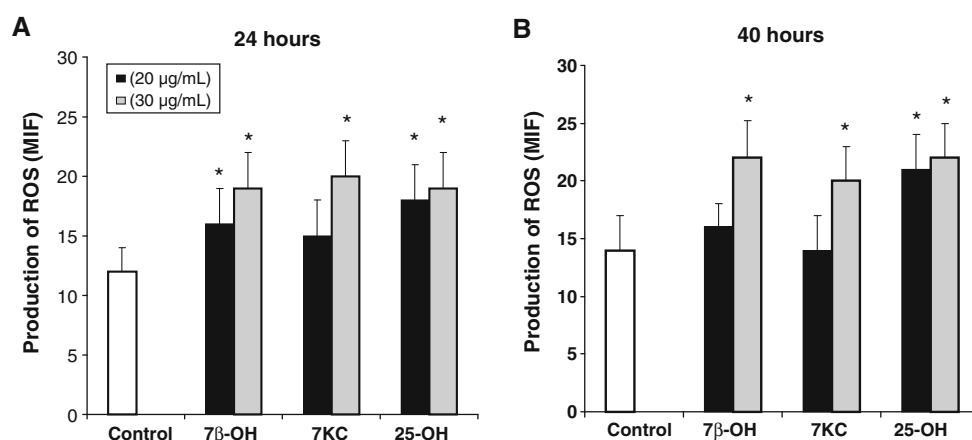 A
24 hours
(20 µg/mL)
(30 µg/mL)
Production of ROS (MIF)
30
25
20
15
10
5
0
* * * * *
Control 7β-OH 7KC 25-OH
B
40 hours
Production of ROS (MIF)
30
25
20
15
10
5
0
* * * *
Control 7β-OH 7KC 25-OH